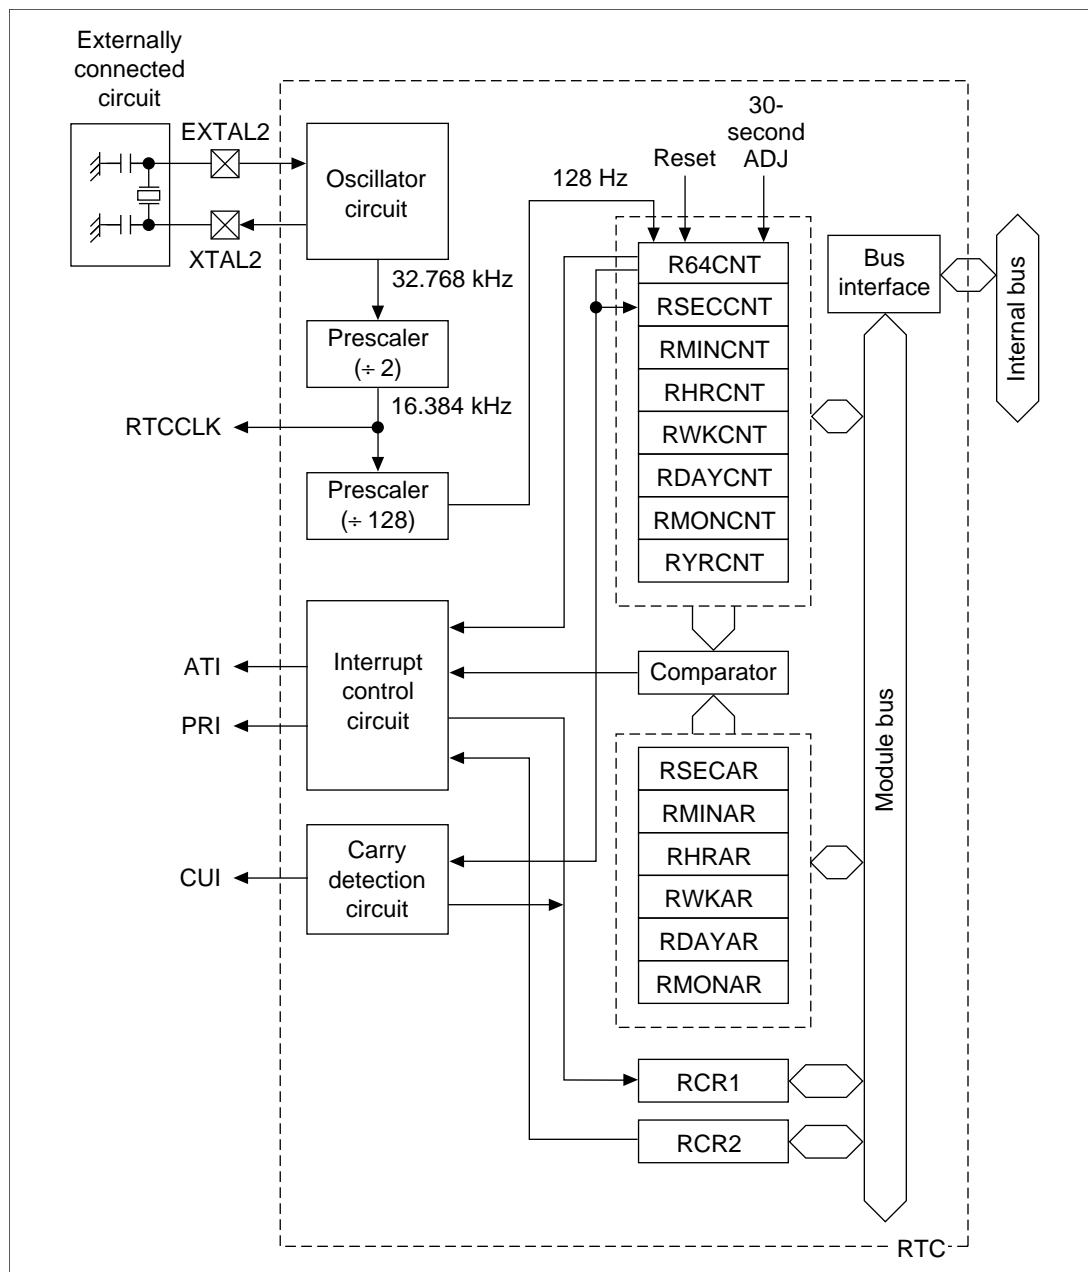 Externally
connected
circuit
EXTAL2
XTAL2
Oscillator
circuit
30-
second
ADJ
Reset
128 Hz
32.768 kHz
Prescaler
(÷ 2)
16.384 kHz
RTCCLK
Prescaler
(÷ 128)
R64CNT
RSECCNT
RMINCNT
RHRCNT
RWKCNT
RDAYCNT
RMONCNT
RYRCNT
Bus
interface
Internal bus
ATI
PRI
Interrupt
control
circuit
Comparator
Module bus
CUI
Carry
detection
circuit
RSECAR
RMINAR
RHRAR
RWKAR
RDAYAR
RMONAR
RCR1
RCR2
RTC